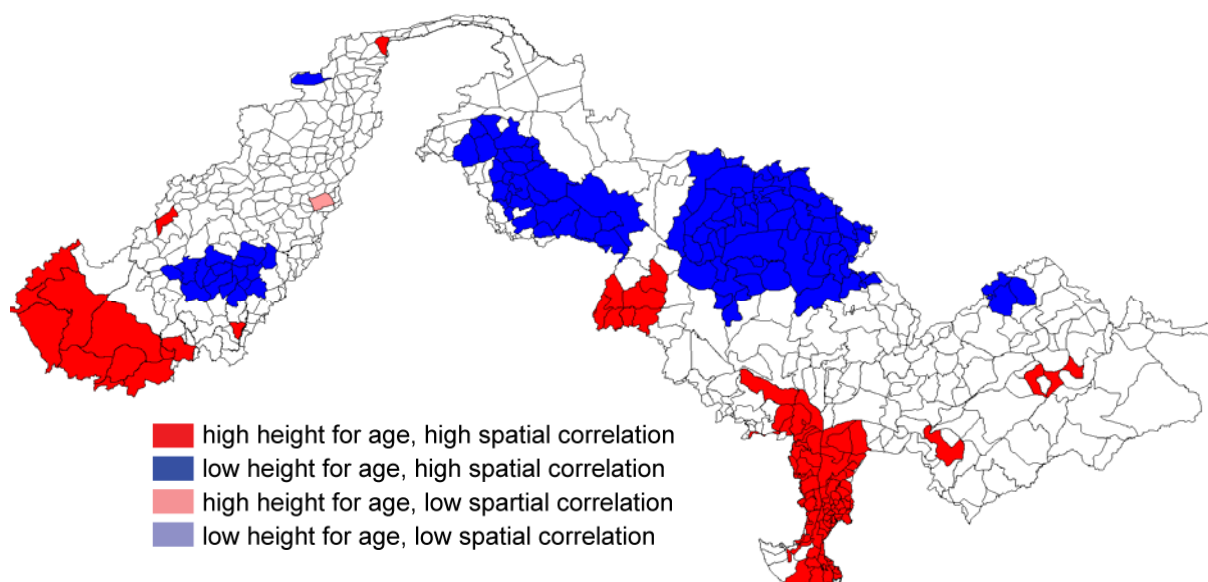 high height for age, high spatial correlation
low height for age, high spatial correlation
high height for age, low spartial correlation
low height for age, low spatial correlation